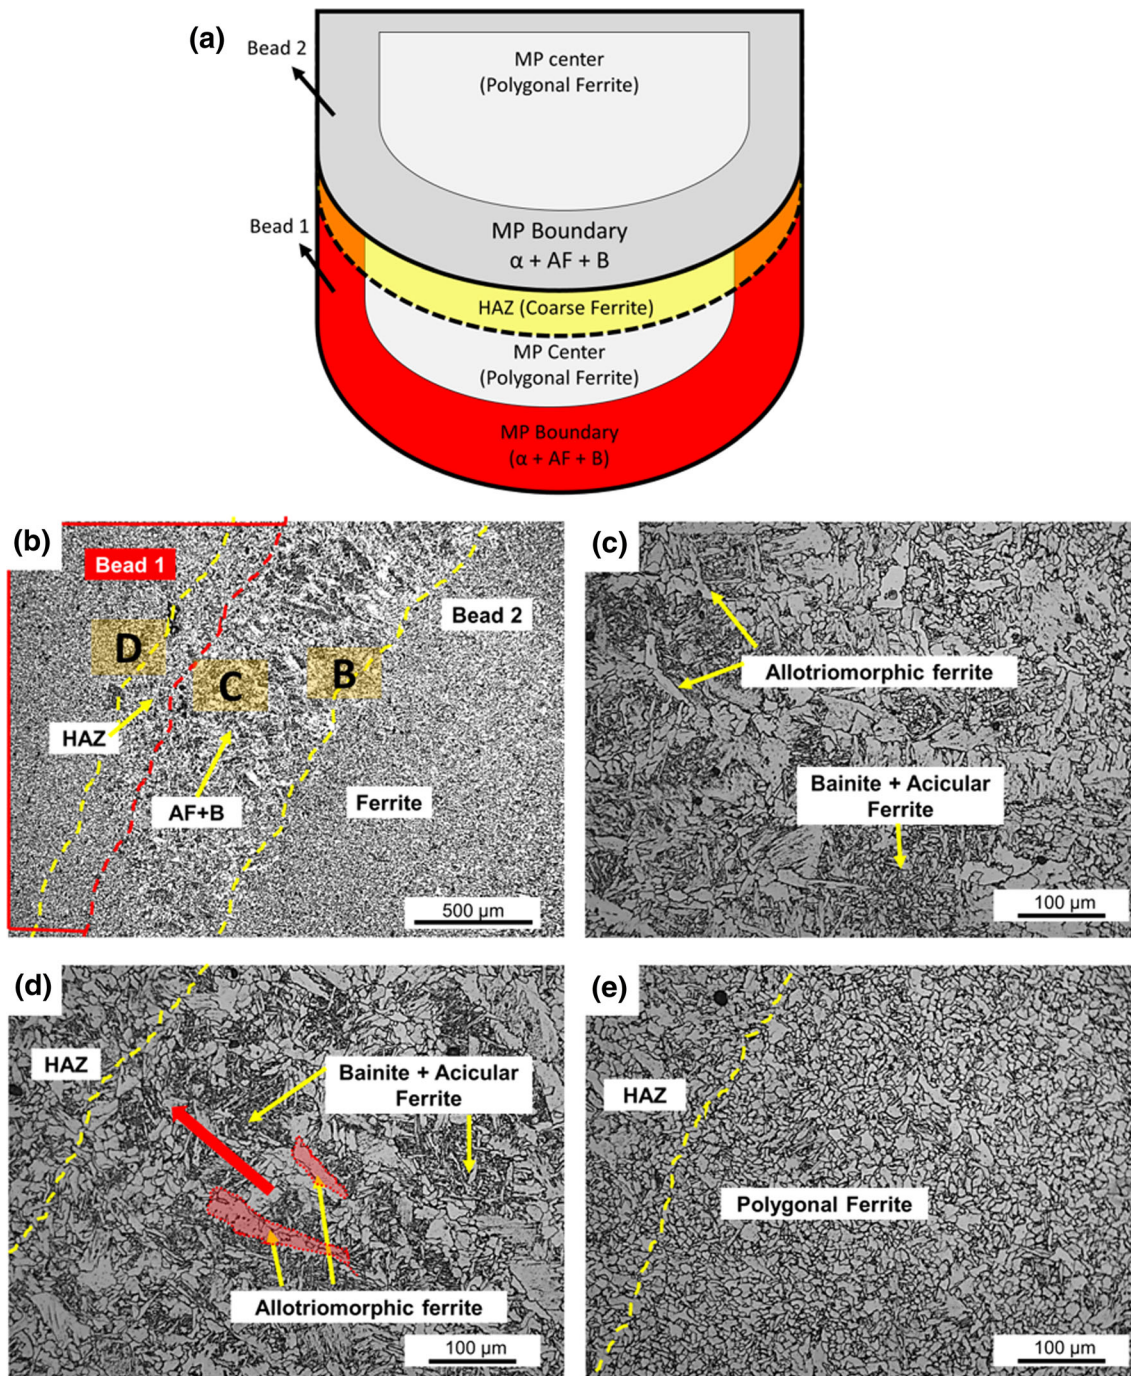 (a)
Bead 2
MP center
(Polygonal Ferrite)
Bead 1
MP Boundary
α + AF + B
HAZ (Coarse Ferrite)
MP Center
(Polygonal Ferrite)
MP Boundary
(α + AF + B)
(b)
Bead 1
Bead 2
D
C
B
HAZ
AF+B
Ferrite
500 µm
(c)
Allotriomorphic ferrite
Bainite + Acicular
Ferrite
100 µm
(d)
HAZ
Bainite + Acicular
Ferrite
Allotriomorphic ferrite
100 µm
(e)
HAZ
Polygonal Ferrite
100 µm